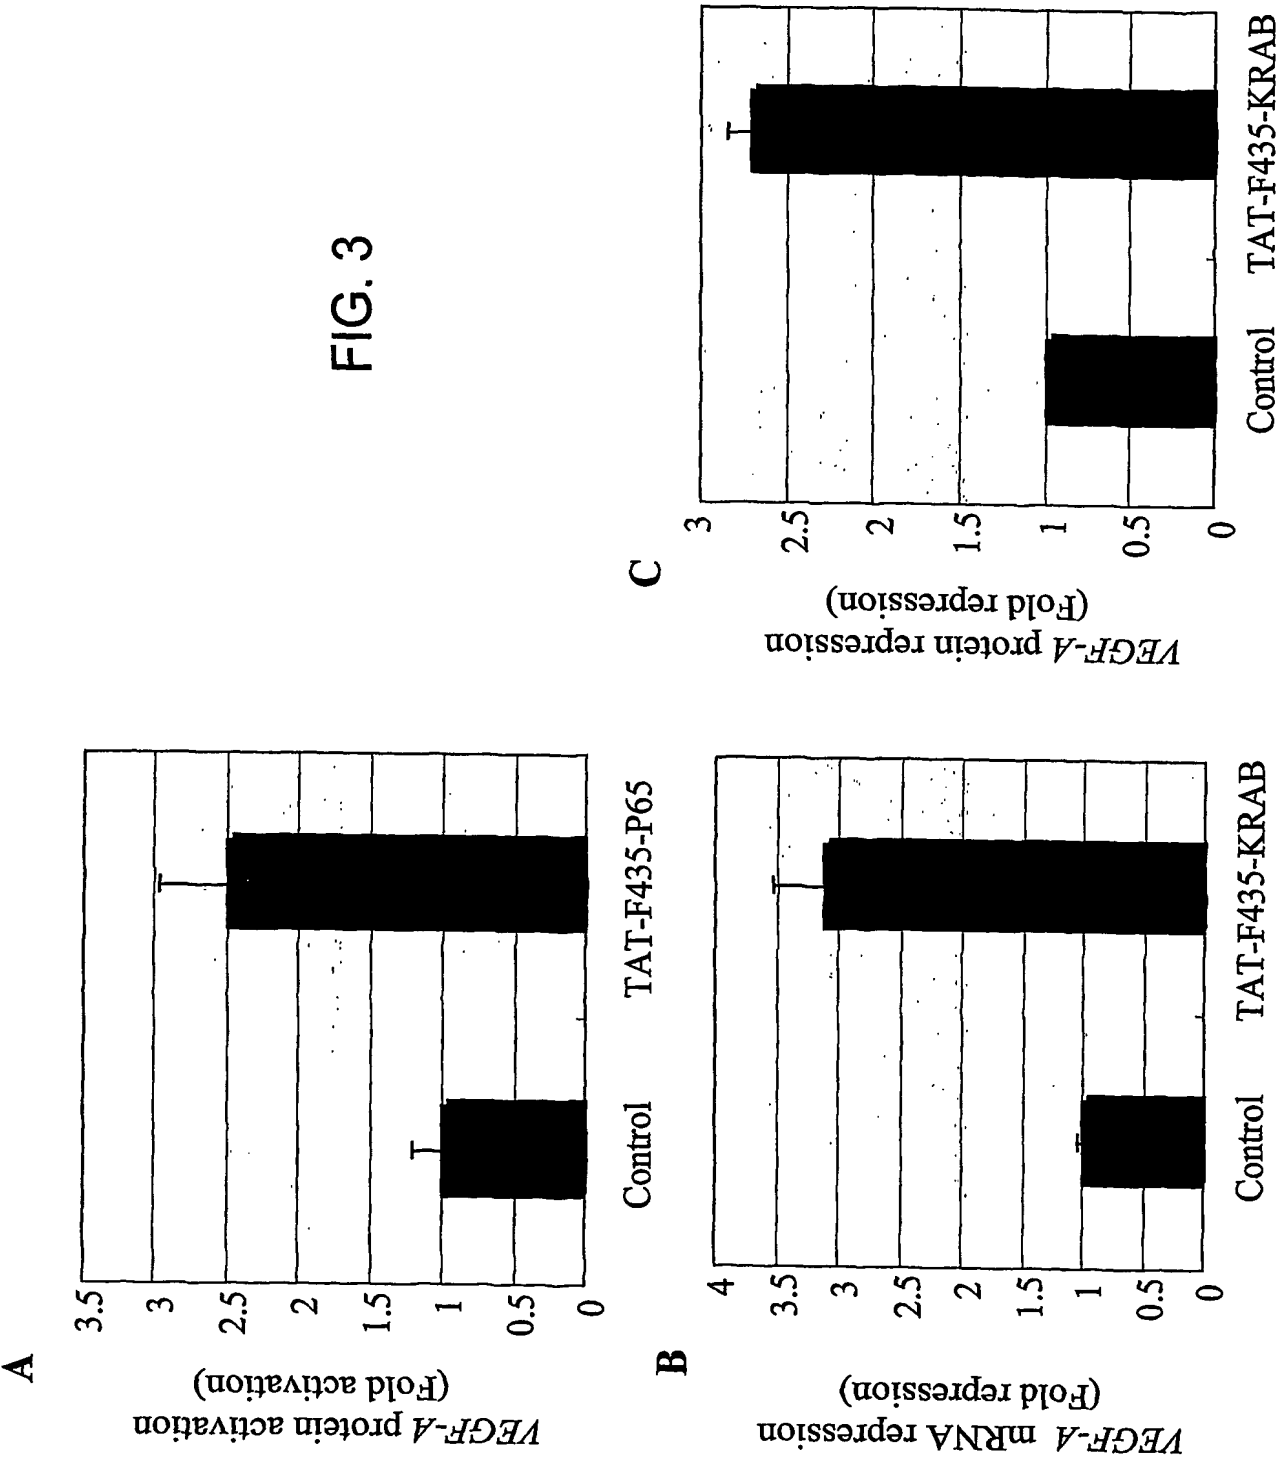 FIG. 3
A
VEGF-A protein activation
(Fold activation)
3.5
3
2.5
2
1.5
1
0.5
0
Control
TAT-F435-P65
B
VEGF-A mRNA repression
(Fold repression)
4
3.5
3
2.5
2
1.5
1
0.5
0
Control
TAT-F435-KRAB
C
VEGF-A protein repression
(Fold repression)
3
2.5
2
1.5
1
0.5
0
Control
TAT-F435-KRAB